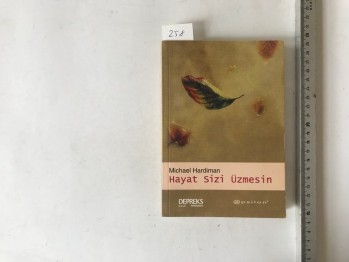 258
Michael Hardiman
Hayat Sizi Üzmesin
DEPREKS